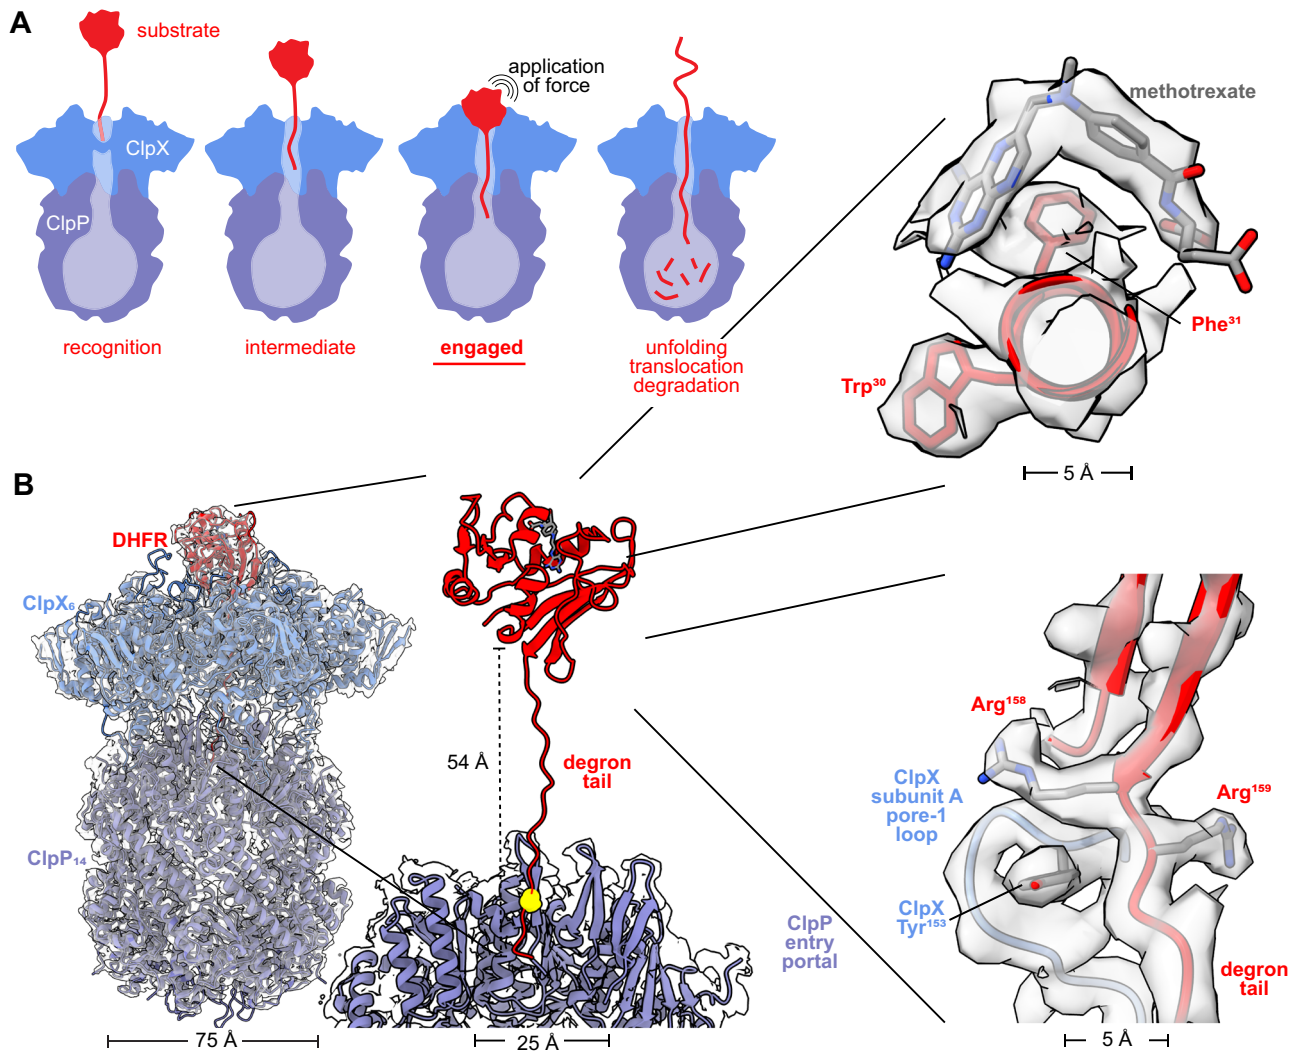 A
substrate
application
of force
ClpX
ClpP
recognition
intermediate
engaged
unfolding
translocation
degradation
methotrexate
Phe³¹
Trp³⁰
5 Å
B
DHFR
ClpX₆
ClpP₁₄
75 Å
54 Å
degron
tail
25 Å
ClpP
entry
portal
Arg¹⁵⁸
ClpX
subunit A
pore-1
loop
Arg¹⁵⁹
ClpX
Tyr¹⁵³
degron
tail
5 Å